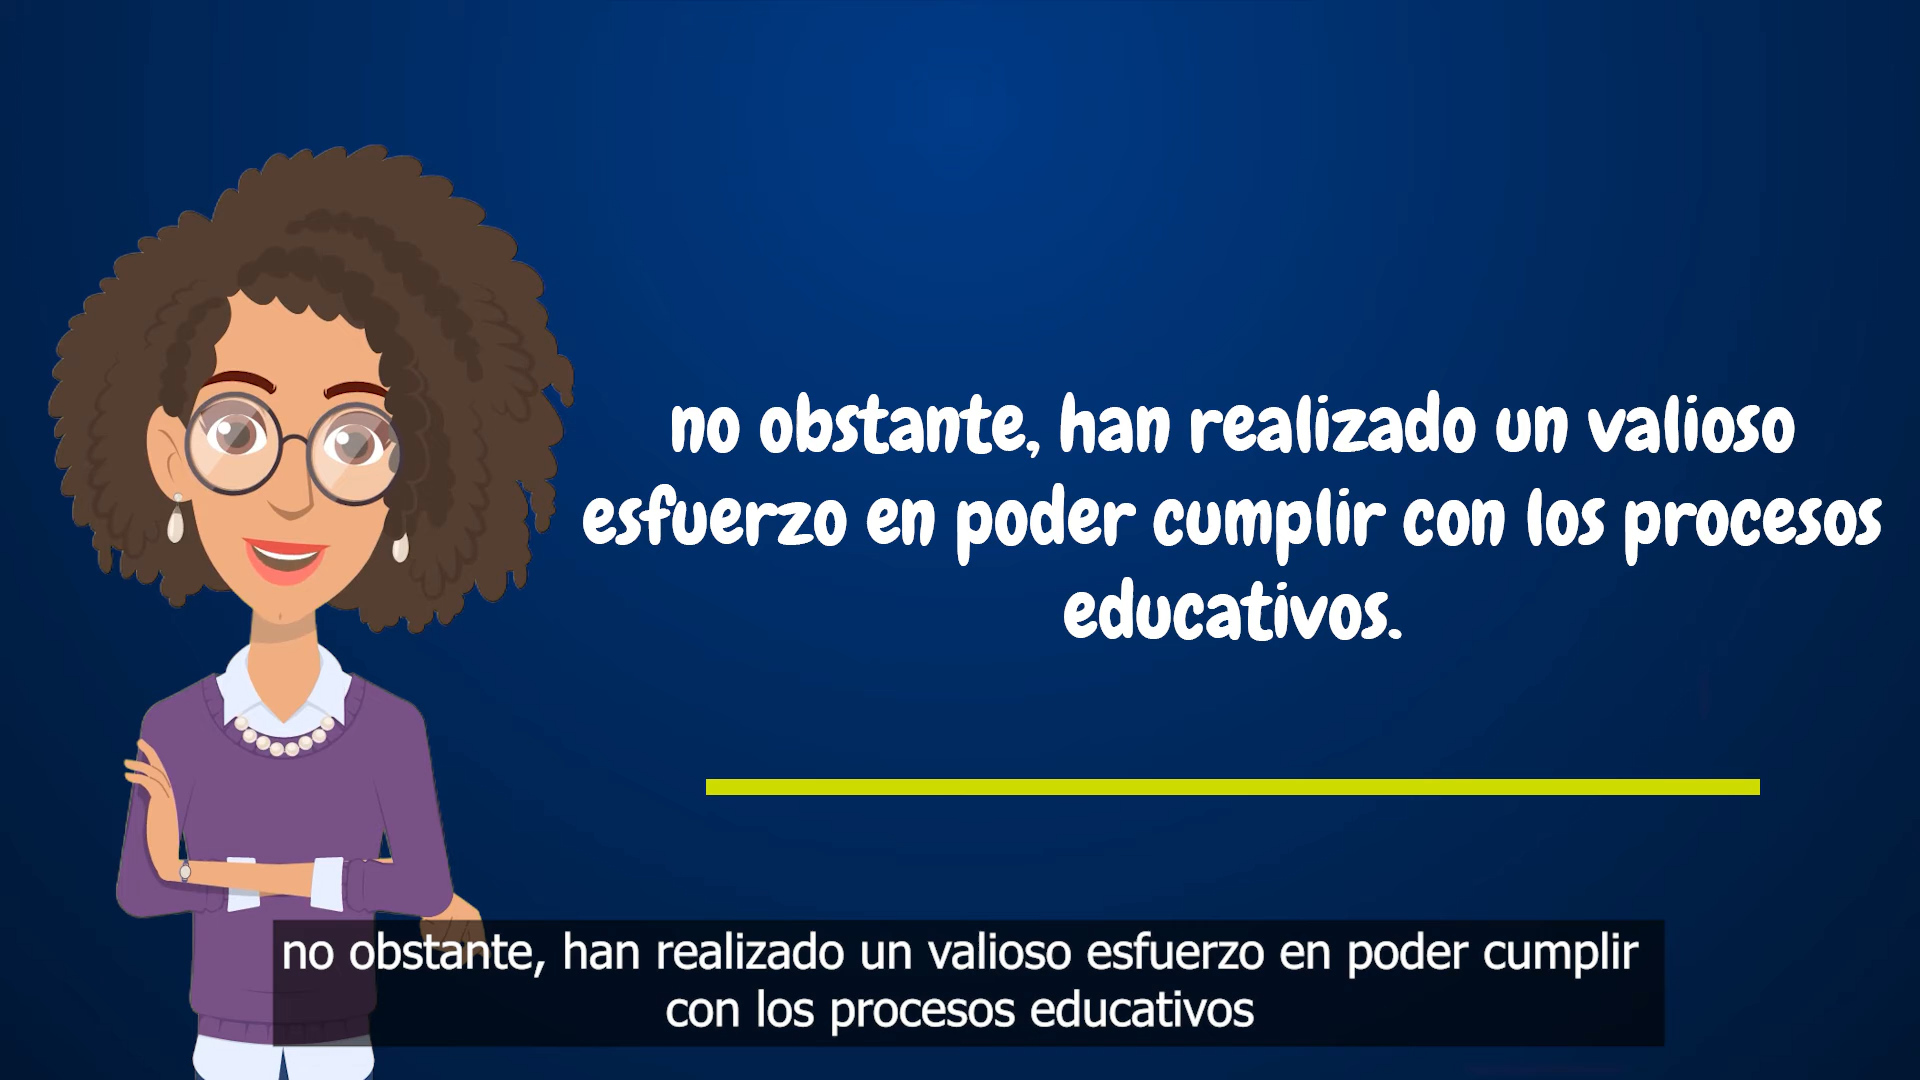 no obstante, han realizado un valioso
esfuerzo en poder cumplir con los procesos
educativos.
no obstante, han realizado un valioso esfuerzo en poder cumplir
con los procesos educativos